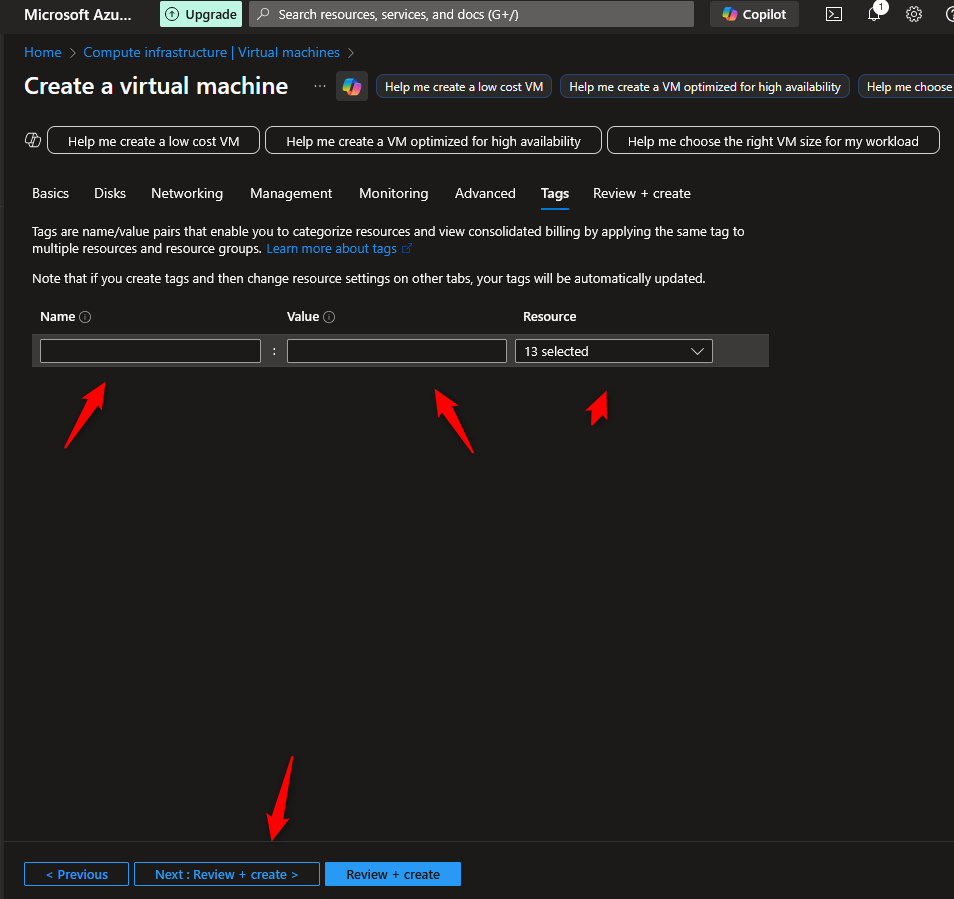 Microsoft Azu... Upgrade Search resources, services, and docs (G+/) Copilot 1
Home > Compute infrastructure | Virtual machines >
Create a virtual machine ... Help me create a low cost VM Help me create a VM optimized for high availability Help me choose
Help me create a low cost VM Help me create a VM optimized for high availability Help me choose the right VM size for my workload
Basics Disks Networking Management Monitoring Advanced Tags Review + create
Tags are name/value pairs that enable you to categorize resources and view consolidated billing by applying the same tag to
multiple resources and resource groups. Learn more about tags
Note that if you create tags and then change resource settings on other tabs, your tags will be automatically updated.
Name Value Resource
: 13 selected
< Previous Next : Review + create > Review + create